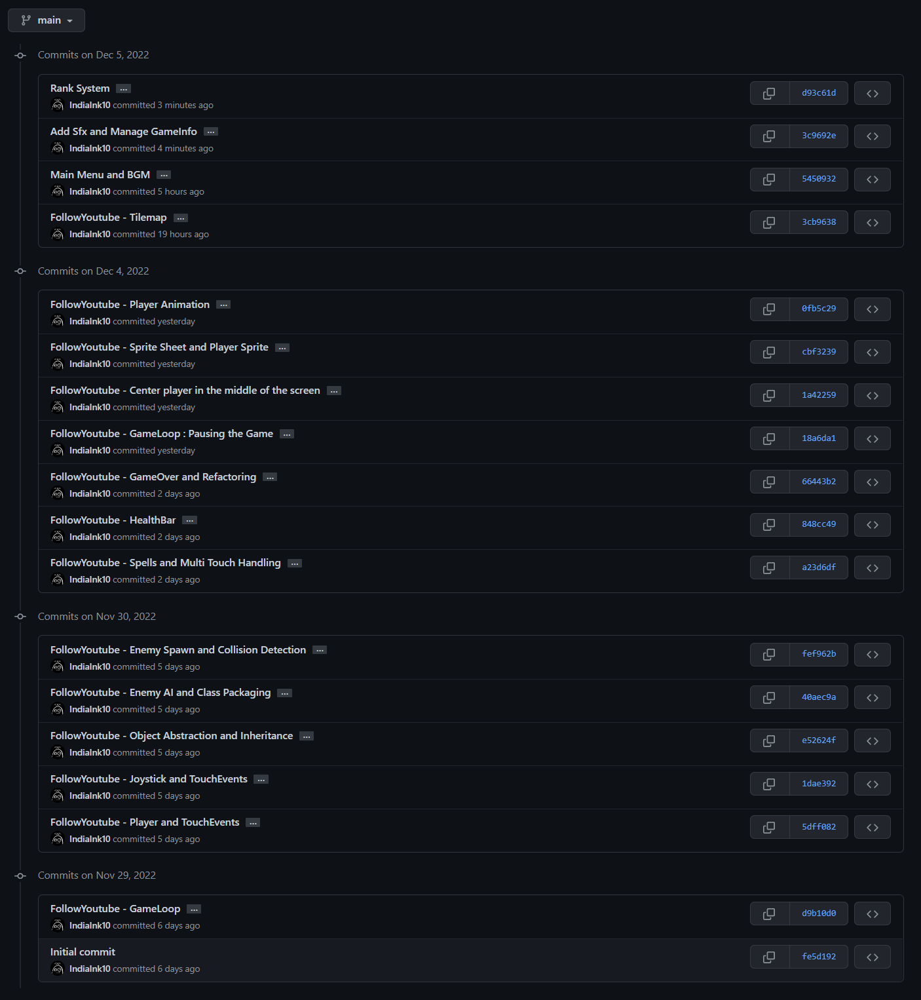 main
Commits on Dec 5, 2022
Rank System ...
IndiaInk10 committed 3 minutes ago
d93c61d
Add Sfx and Manage GameInfo ...
IndiaInk10 committed 4 minutes ago
3c9692e
Main Menu and BGM ...
IndiaInk10 committed 5 hours ago
5450932
FollowYoutube - Tilemap ...
IndiaInk10 committed 19 hours ago
3cb9638
Commits on Dec 4, 2022
FollowYoutube - Player Animation ...
IndiaInk10 committed yesterday
0fb5c29
FollowYoutube - Sprite Sheet and Player Sprite ...
IndiaInk10 committed yesterday
cbf3239
FollowYoutube - Center player in the middle of the screen ...
IndiaInk10 committed yesterday
1a42259
FollowYoutube - GameLoop : Pausing the Game ...
IndiaInk10 committed yesterday
18a6da1
FollowYoutube - GameOver and Refactoring ...
IndiaInk10 committed 2 days ago
66443b2
FollowYoutube - HealthBar ...
IndiaInk10 committed 2 days ago
848cc49
FollowYoutube - Spells and Multi Touch Handling ...
IndiaInk10 committed 2 days ago
a23d6df
Commits on Nov 30, 2022
FollowYoutube - Enemy Spawn and Collision Detection ...
IndiaInk10 committed 5 days ago
fef962b
FollowYoutube - Enemy AI and Class Packaging ...
IndiaInk10 committed 5 days ago
40aec9a
FollowYoutube - Object Abstraction and Inheritance ...
IndiaInk10 committed 5 days ago
e52624f
FollowYoutube - Joystick and TouchEvents ...
IndiaInk10 committed 5 days ago
1dae392
FollowYoutube - Player and TouchEvents ...
IndiaInk10 committed 5 days ago
5dff082
Commits on Nov 29, 2022
FollowYoutube - GameLoop ...
IndiaInk10 committed 6 days ago
d9b10d0
Initial commit
IndiaInk10 committed 6 days ago
fe5d192